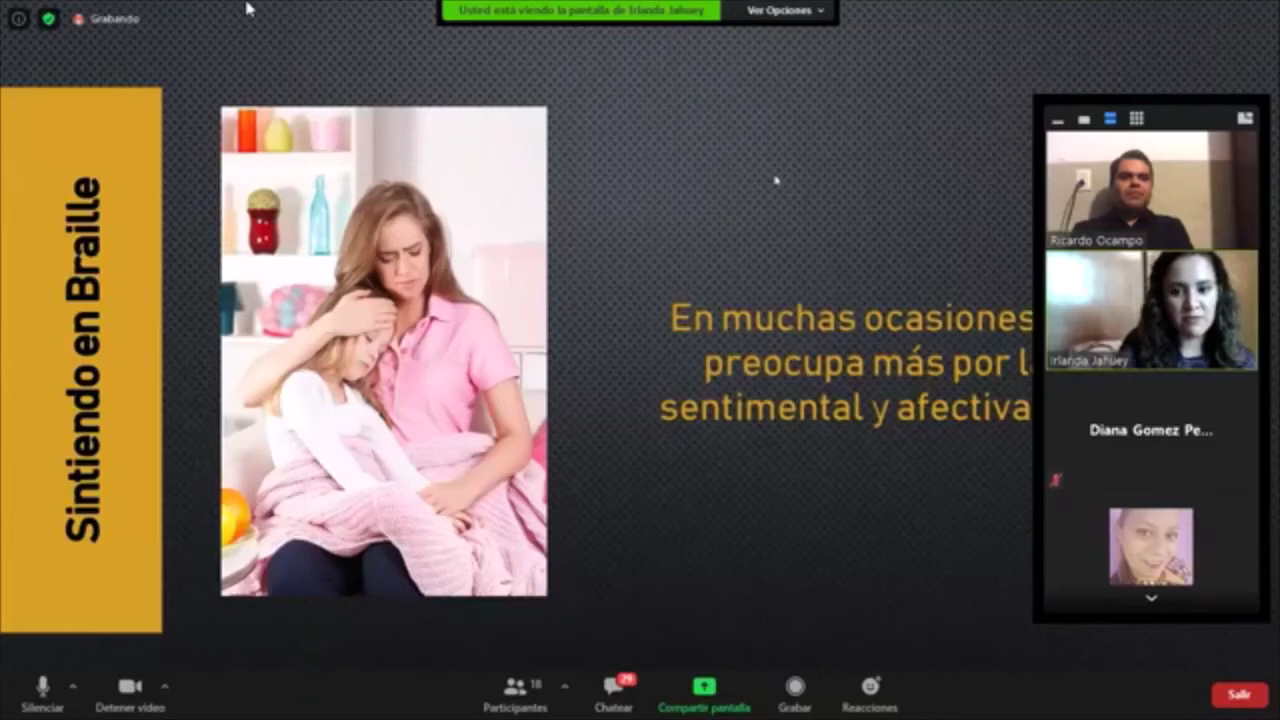 Grabando
Usted está viendo la pantalla de Irlanda Jahuey
Ver Opciones
Sintiendo en Braille
En muchas ocasiones
preocupa más por l
sentimental y afectiva
Ricardo Ocampo
Irlanda Jahuey
Diana Gomez Pe...
Silenciar
Detener video
18
Participantes
29
Chatear
Compartir pantalla
Grabar
Reacciones
Salir